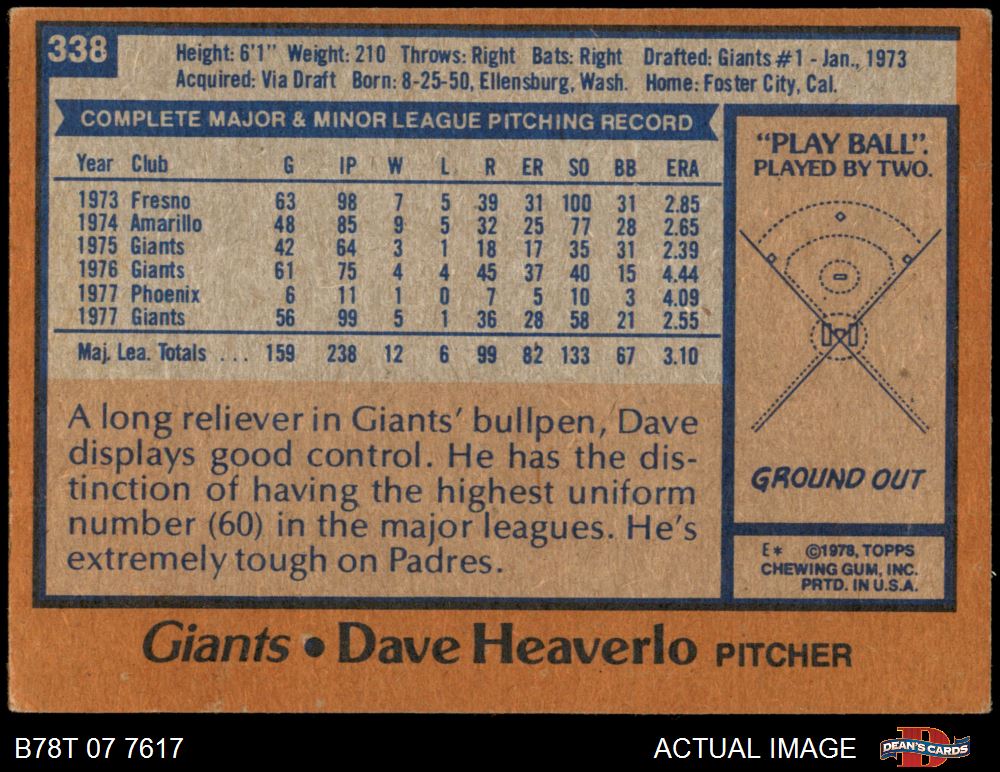 338
Height: 6'1" Weight: 210 Throws: Right Bats: Right Drafted: Giants #1 - Jan., 1973
Acquired: Via Draft Born: 8-25-50, Ellensburg, Wash. Home: Foster City, Cal.
COMPLETE MAJOR & MINOR LEAGUE PITCHING RECORD
Year Club G IP W L R ER SO BB ERA
1973 Fresno 63 98 7 5 39 31 100 31 2.85
1974 Amarillo 48 85 9 5 32 25 77 28 2.65
1975 Giants 42 64 3 1 18 17 35 31 2.39
1976 Giants 61 75 4 4 45 37 40 15 4.44
1977 Phoenix 6 11 1 0 7 5 10 3 4.09
1977 Giants 56 99 5 1 36 28 58 21 2.55
Maj. Lea. Totals ... 159 238 12 6 99 82 133 67 3.10
A long reliever in Giants' bullpen, Dave
displays good control. He has the dis-
tinction of having the highest uniform
number (60) in the major leagues. He's
extremely tough on Padres.
"PLAY BALL".
PLAYED BY TWO.
GROUND OUT
E* ©1978, TOPPS
CHEWING GUM, INC.
PRTD. IN U.S.A.
Giants • Dave Heaverlo PITCHER
B78T 07 7617
ACTUAL IMAGE
D
DEAN'S CARDS